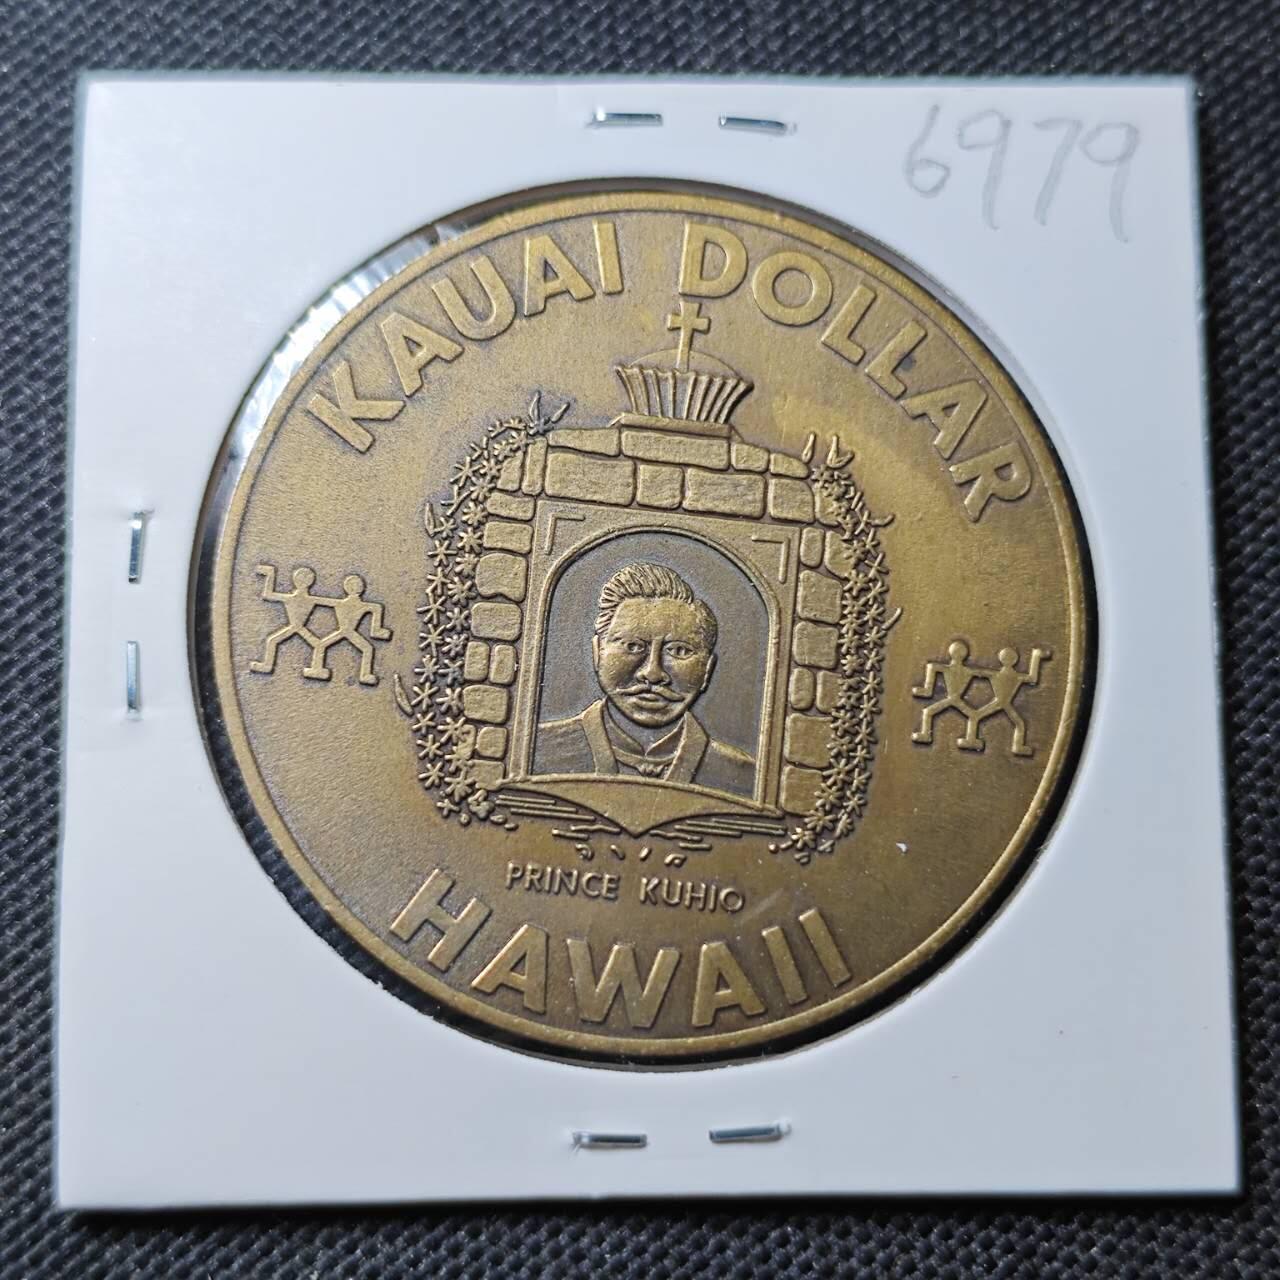 6979
KAUAI DOLLAR
PRINCE KUHIO
HAWAII